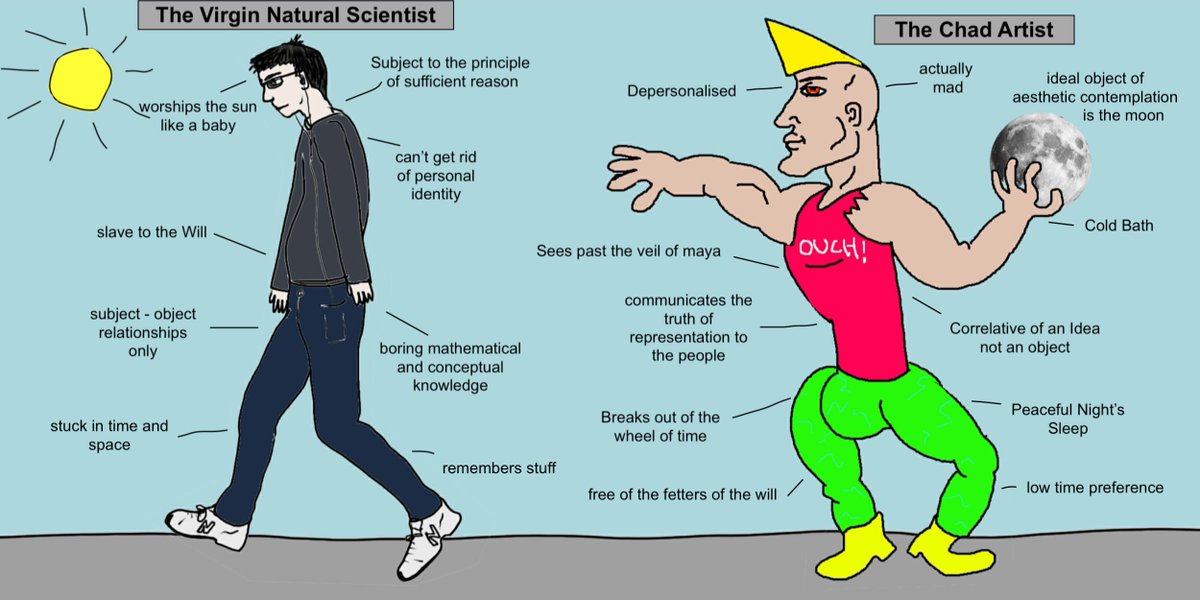 The Virgin Natural Scientist
Subject to the principle
of sufficient reason
worships the sun
like a baby
can't get rid
of personal
identity
slave to the Will
subject - object
relationships
only
boring mathematical
and conceptual
knowledge
stuck in time and
space
remembers stuff
The Chad Artist
Depersonalised
actually
mad
ideal object of
aesthetic contemplation
is the moon
Cold Bath
Sees past the veil of maya
OUCH!
communicates the
truth of
representation to
the people
Correlative of an Idea
not an object
Breaks out of the
wheel of time
Peaceful Night's
Sleep
free of the fetters of the will
low time preference